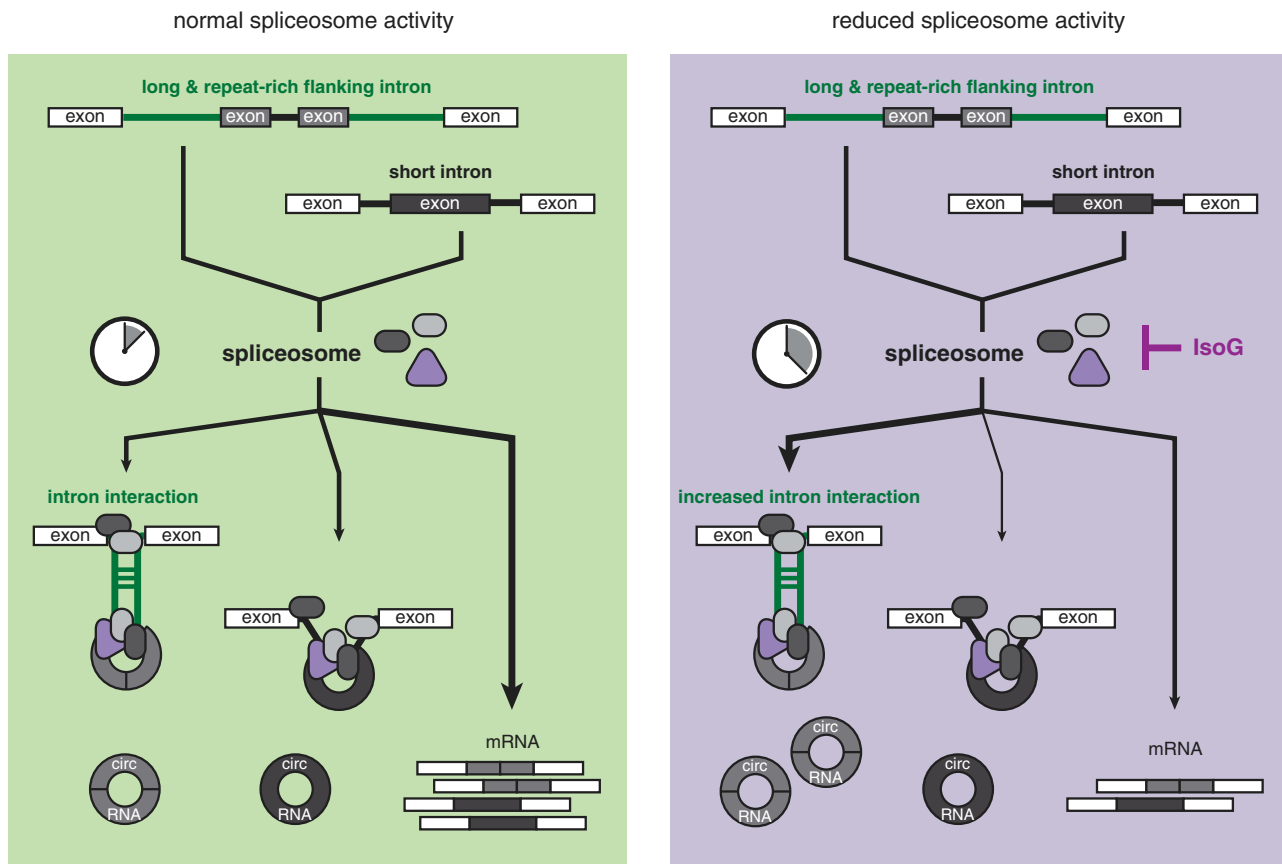 normal spliceosome activity
long & repeat-rich flanking intron
exon exon exon exon
short intron
exon exon exon
spliceosome
intron interaction
exon exon
exon exon
mRNA
circ
RNA
circ
RNA
reduced spliceosome activity
long & repeat-rich flanking intron
exon exon exon exon
short intron
exon exon exon
spliceosome
IsoG
increased intron interaction
exon exon
exon exon
mRNA
circ
RNA
circ
RNA
circ
RNA